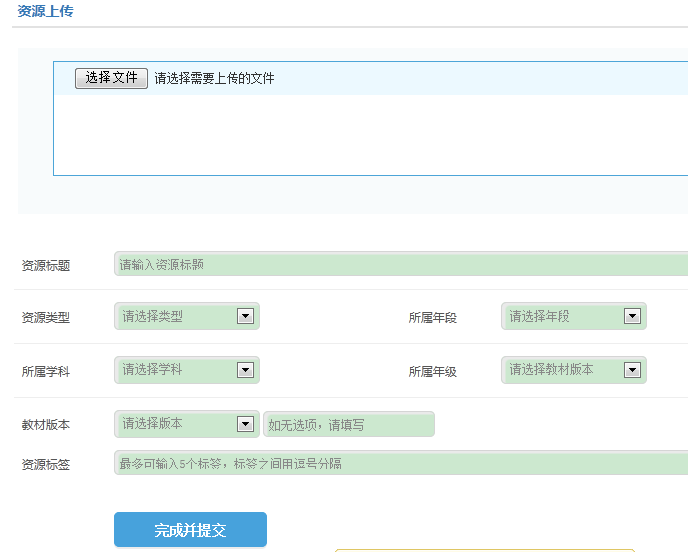 资源上传
选择文件 请选择需要上传的文件
资源标题 请输入资源标题
资源类型 请选择类型 所属年段 请选择年段
所属学科 请选择学科 所属年级 请选择教材版本
教材版本 请选择版本 如无选项，请填写
资源标签 最多可输入5个标签，标签之间用逗号分隔
完成并提交